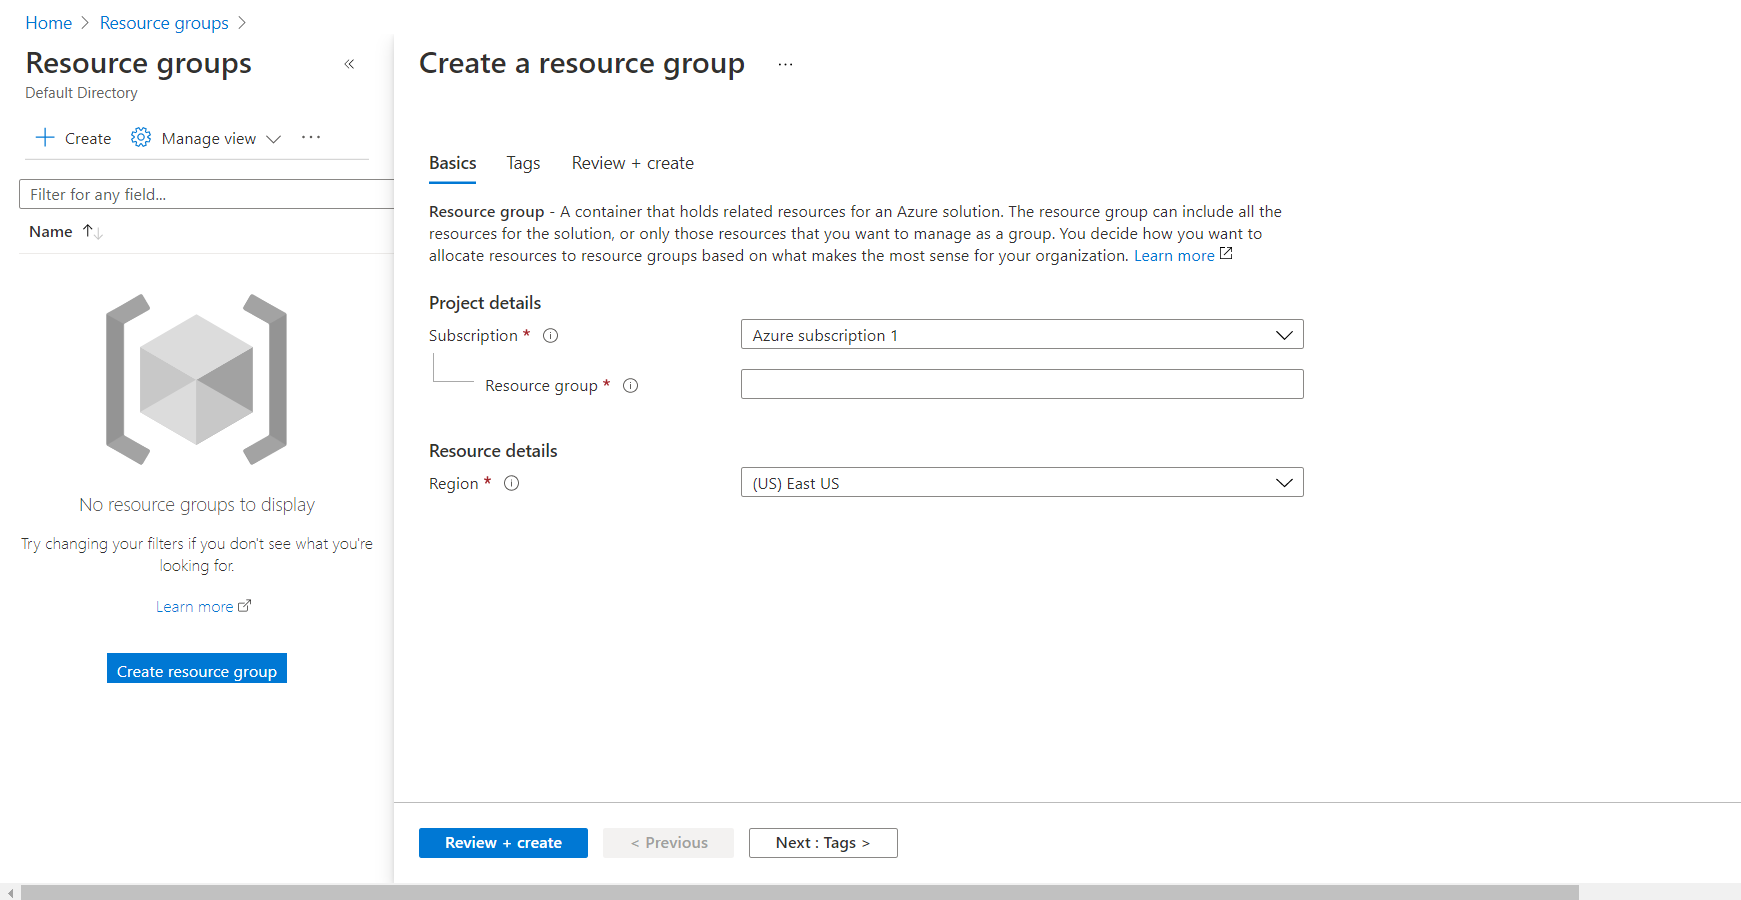 Home > Resource groups >
Resource groups «
Default Directory
+ Create Manage view ···
Filter for any field...
Name ↑↓
No resource groups to display
Try changing your filters if you don't see what you're
looking for.
Learn more
Create resource group
Create a resource group ···
Basics Tags Review + create
Resource group - A container that holds related resources for an Azure solution. The resource group can include all the
resources for the solution, or only those resources that you want to manage as a group. You decide how you want to
allocate resources to resource groups based on what makes the most sense for your organization. Learn more
Project details
Subscription * Azure subscription 1
Resource group *
Resource details
Region * (US) East US
Review + create < Previous Next : Tags >